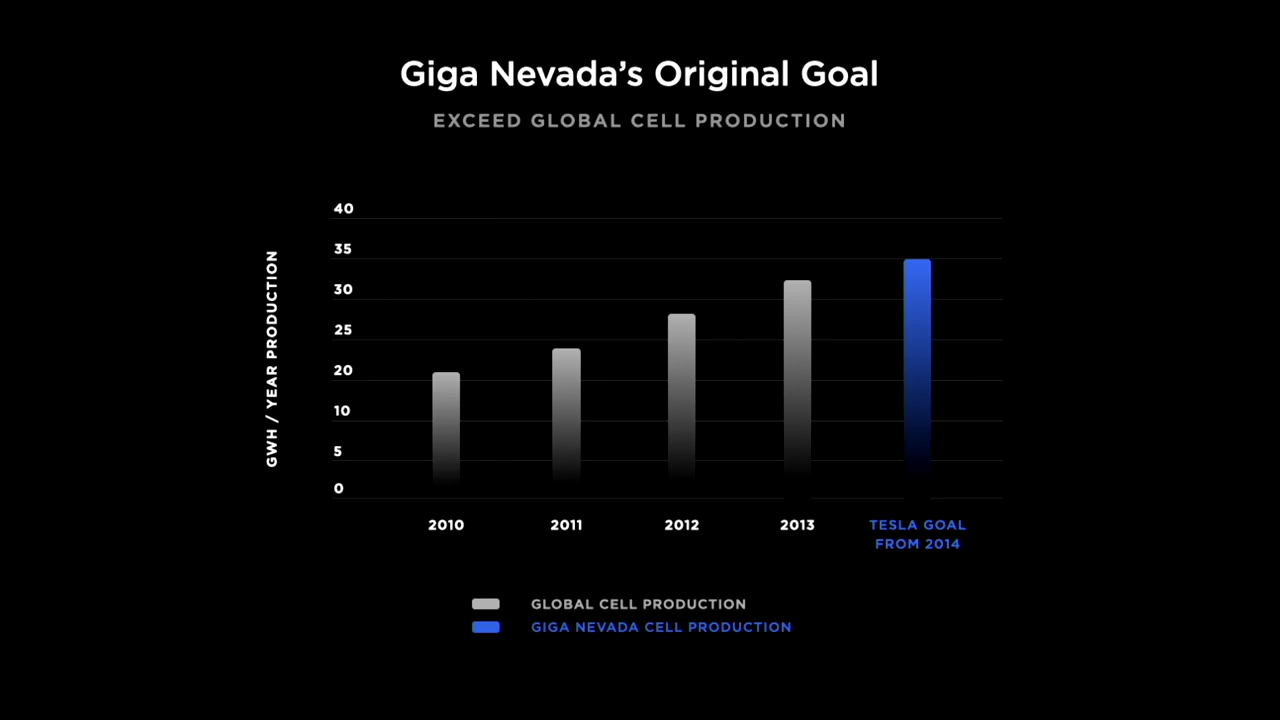 Giga Nevada’s Original Goal
EXCEED GLOBAL CELL PRODUCTION
GWH / YEAR PRODUCTION
40
35
30
25
20
10
5
0
2010 2011 2012 2013 TESLA GOAL
FROM 2014
GLOBAL CELL PRODUCTION
GIGA NEVADA CELL PRODUCTION